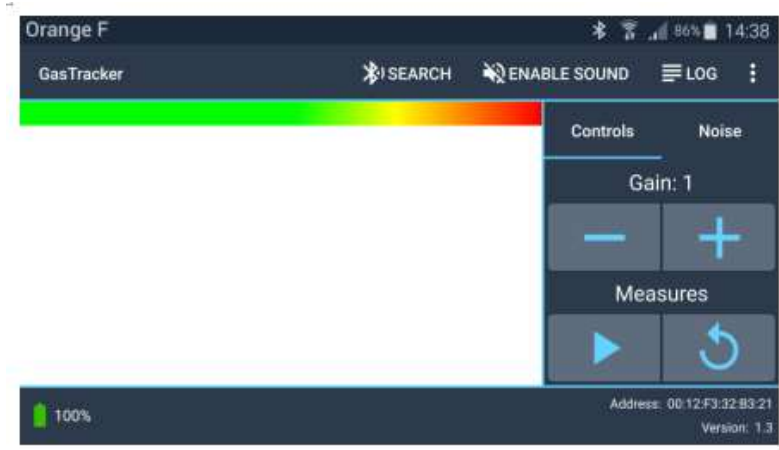 Orange F 86% 14:38
GasTracker SEARCH ENABLE SOUND LOG
Controls Noise
Gain: 1
Measures
100%
Address: 00:12:F3:32:B3:21
Version: 1.3